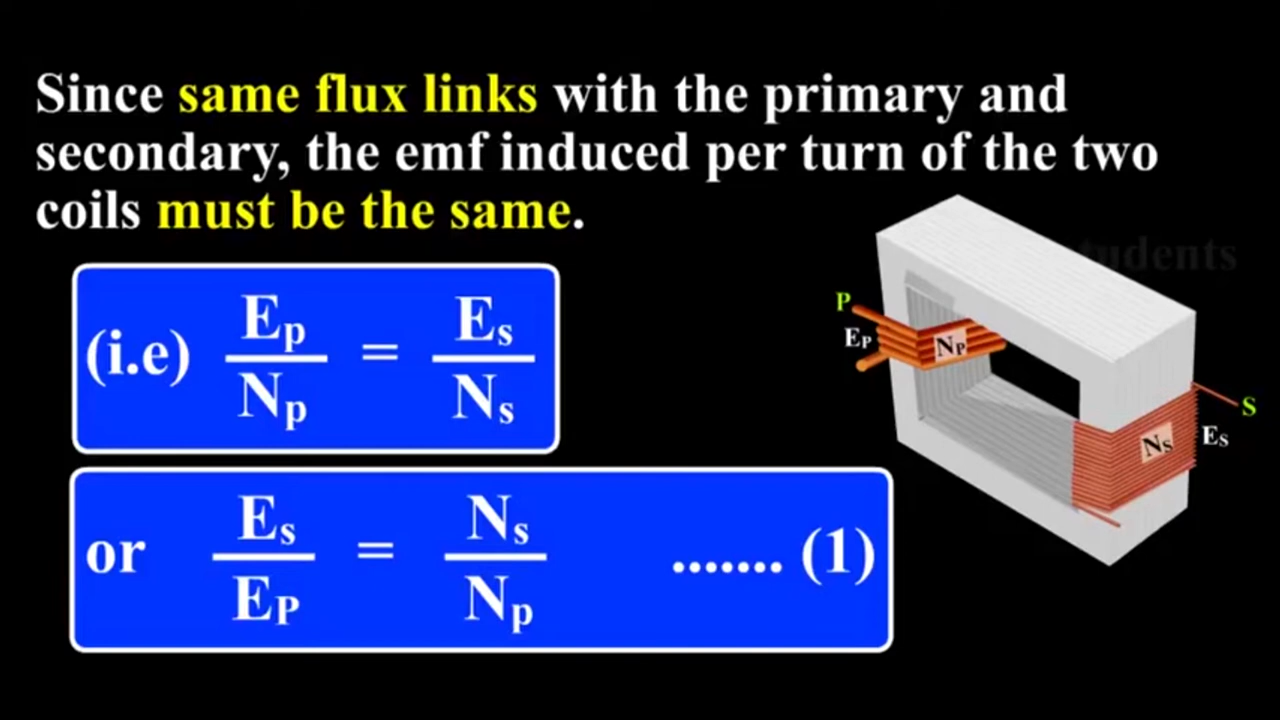 Since same flux links with the primary and
secondary, the emf induced per turn of the two
coils must be the same.
(i.e) Ep/Np = Es/Ns
or Es/EP = Ns/Np ....... (1)
students
P
EP
NP
S
ES
NS